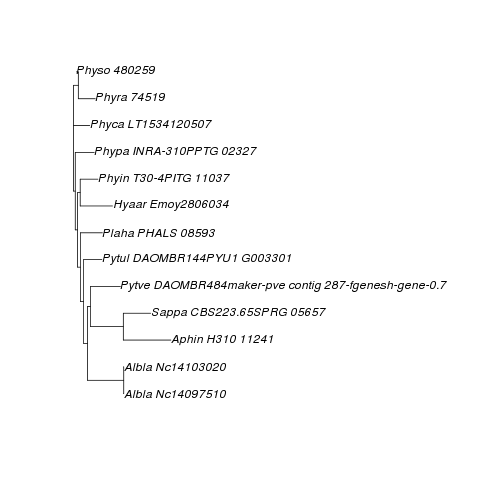 Physo 480259
Phyra 74519
Phyca LT1534120507
Phypa INRA-310PPTG 02327
Phyin T30-4PITG 11037
Hyaar Emoy2806034
Plaha PHALS 08593
Pytul DAOMBR144PYU1 G003301
Pytve DAOMBR484maker-pve contig 287-fgenesh-gene-0.7
Sappa CBS223.65SPRG 05657
Aphin H310 11241
Albla Nc14103020
Albla Nc14097510